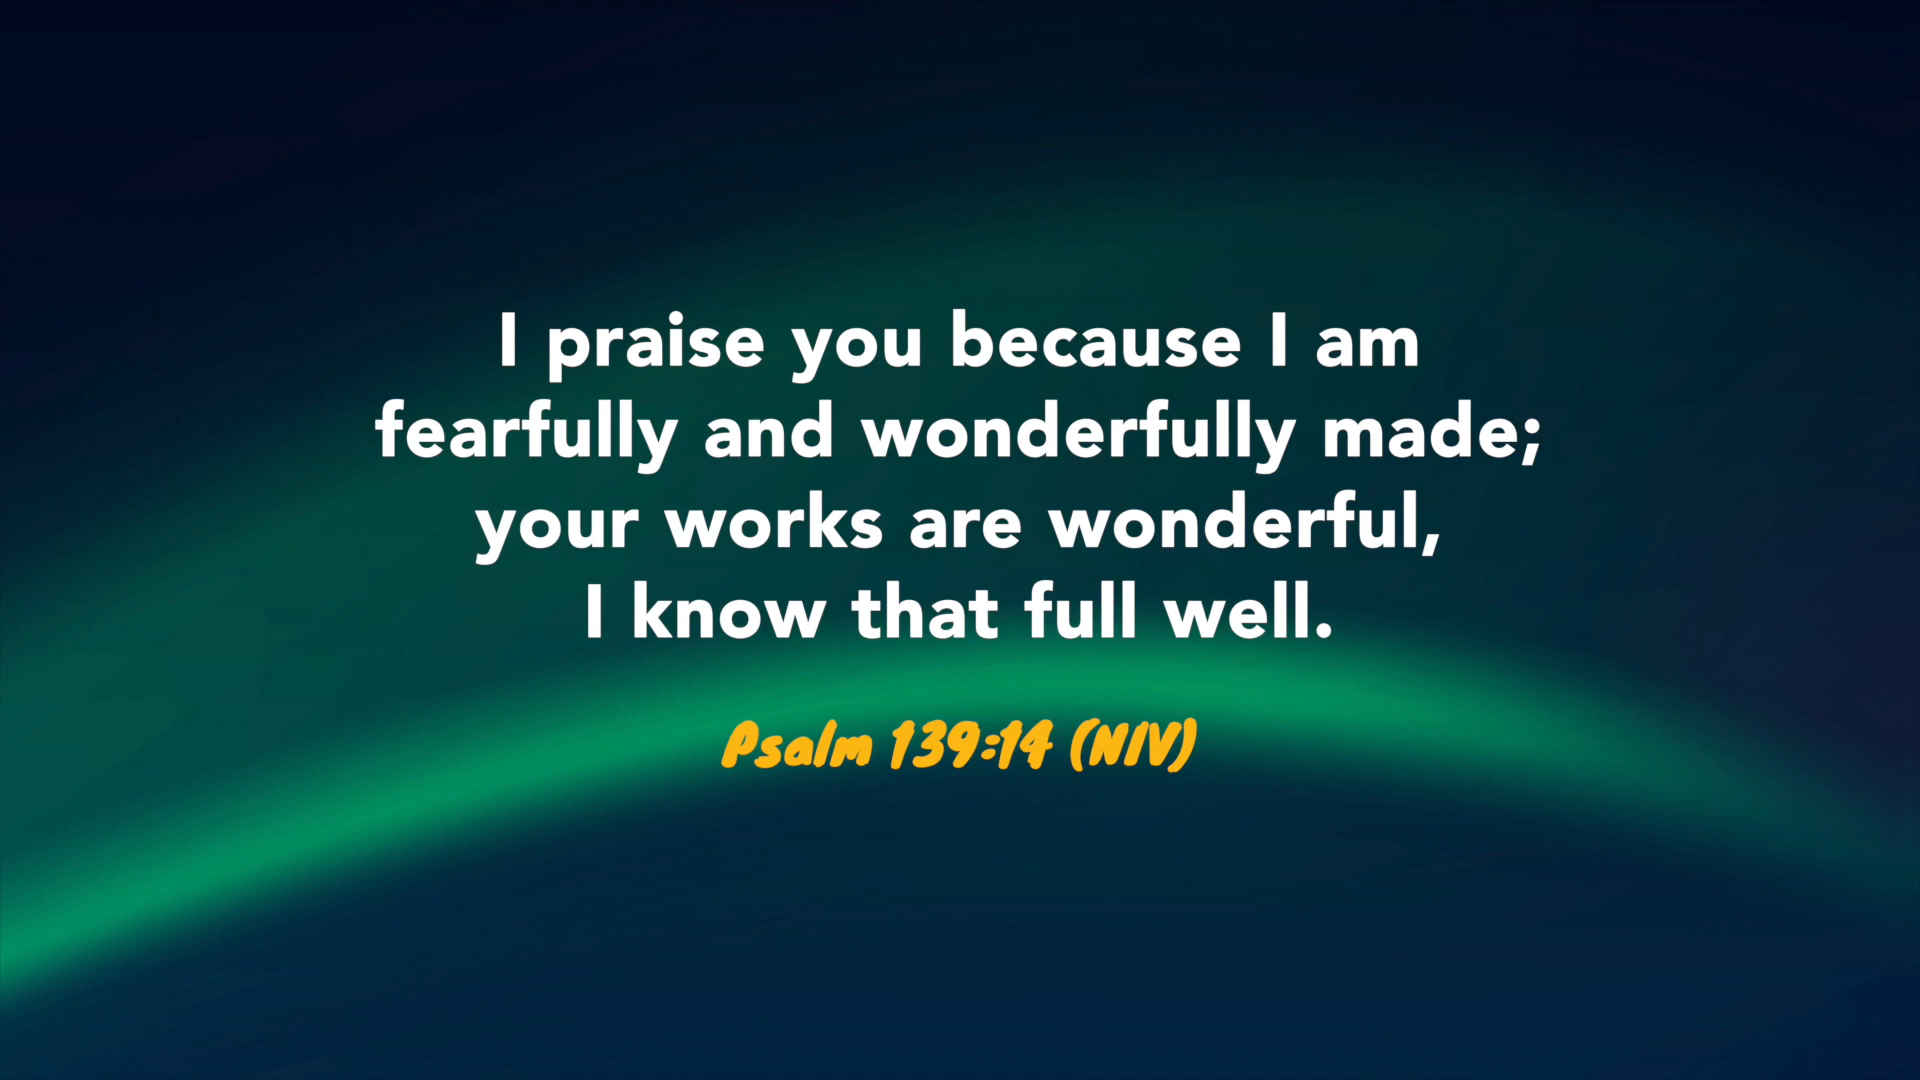 I praise you because I am
fearfully and wonderfully made;
your works are wonderful,
I know that full well.
Psalm 139:14 (NIV)